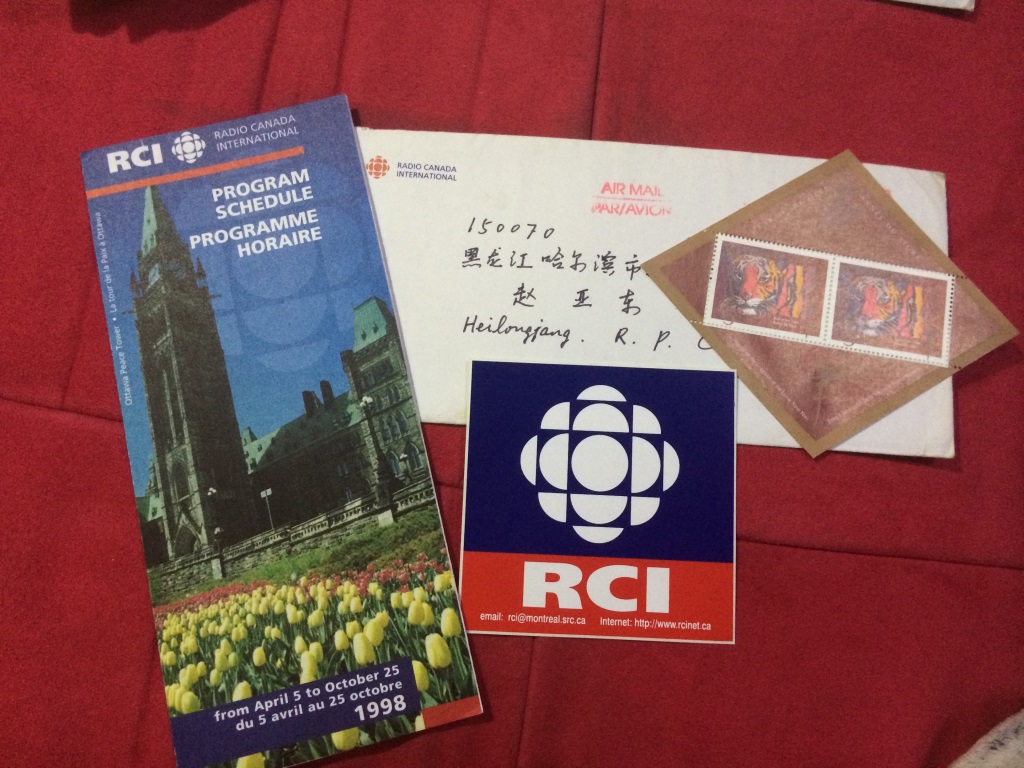 RCI
RADIO CANADA
INTERNATIONAL
PROGRAM
SCHEDULE
PROGRAMME
HORAIRE
Ottawa Peace Tower • La tour de la Paix à Ottawa
from April 5 to October 25
du 5 avril au 25 octobre
1998
RADIO CANADA
INTERNATIONAL
AIR MAIL
PAR/AVION
150070
黑龙江哈尔滨市
赵亚东
Heilongjang. R. P. C
RCI
email: rci@montreal.src.ca Internet: http://www.rcinet.ca